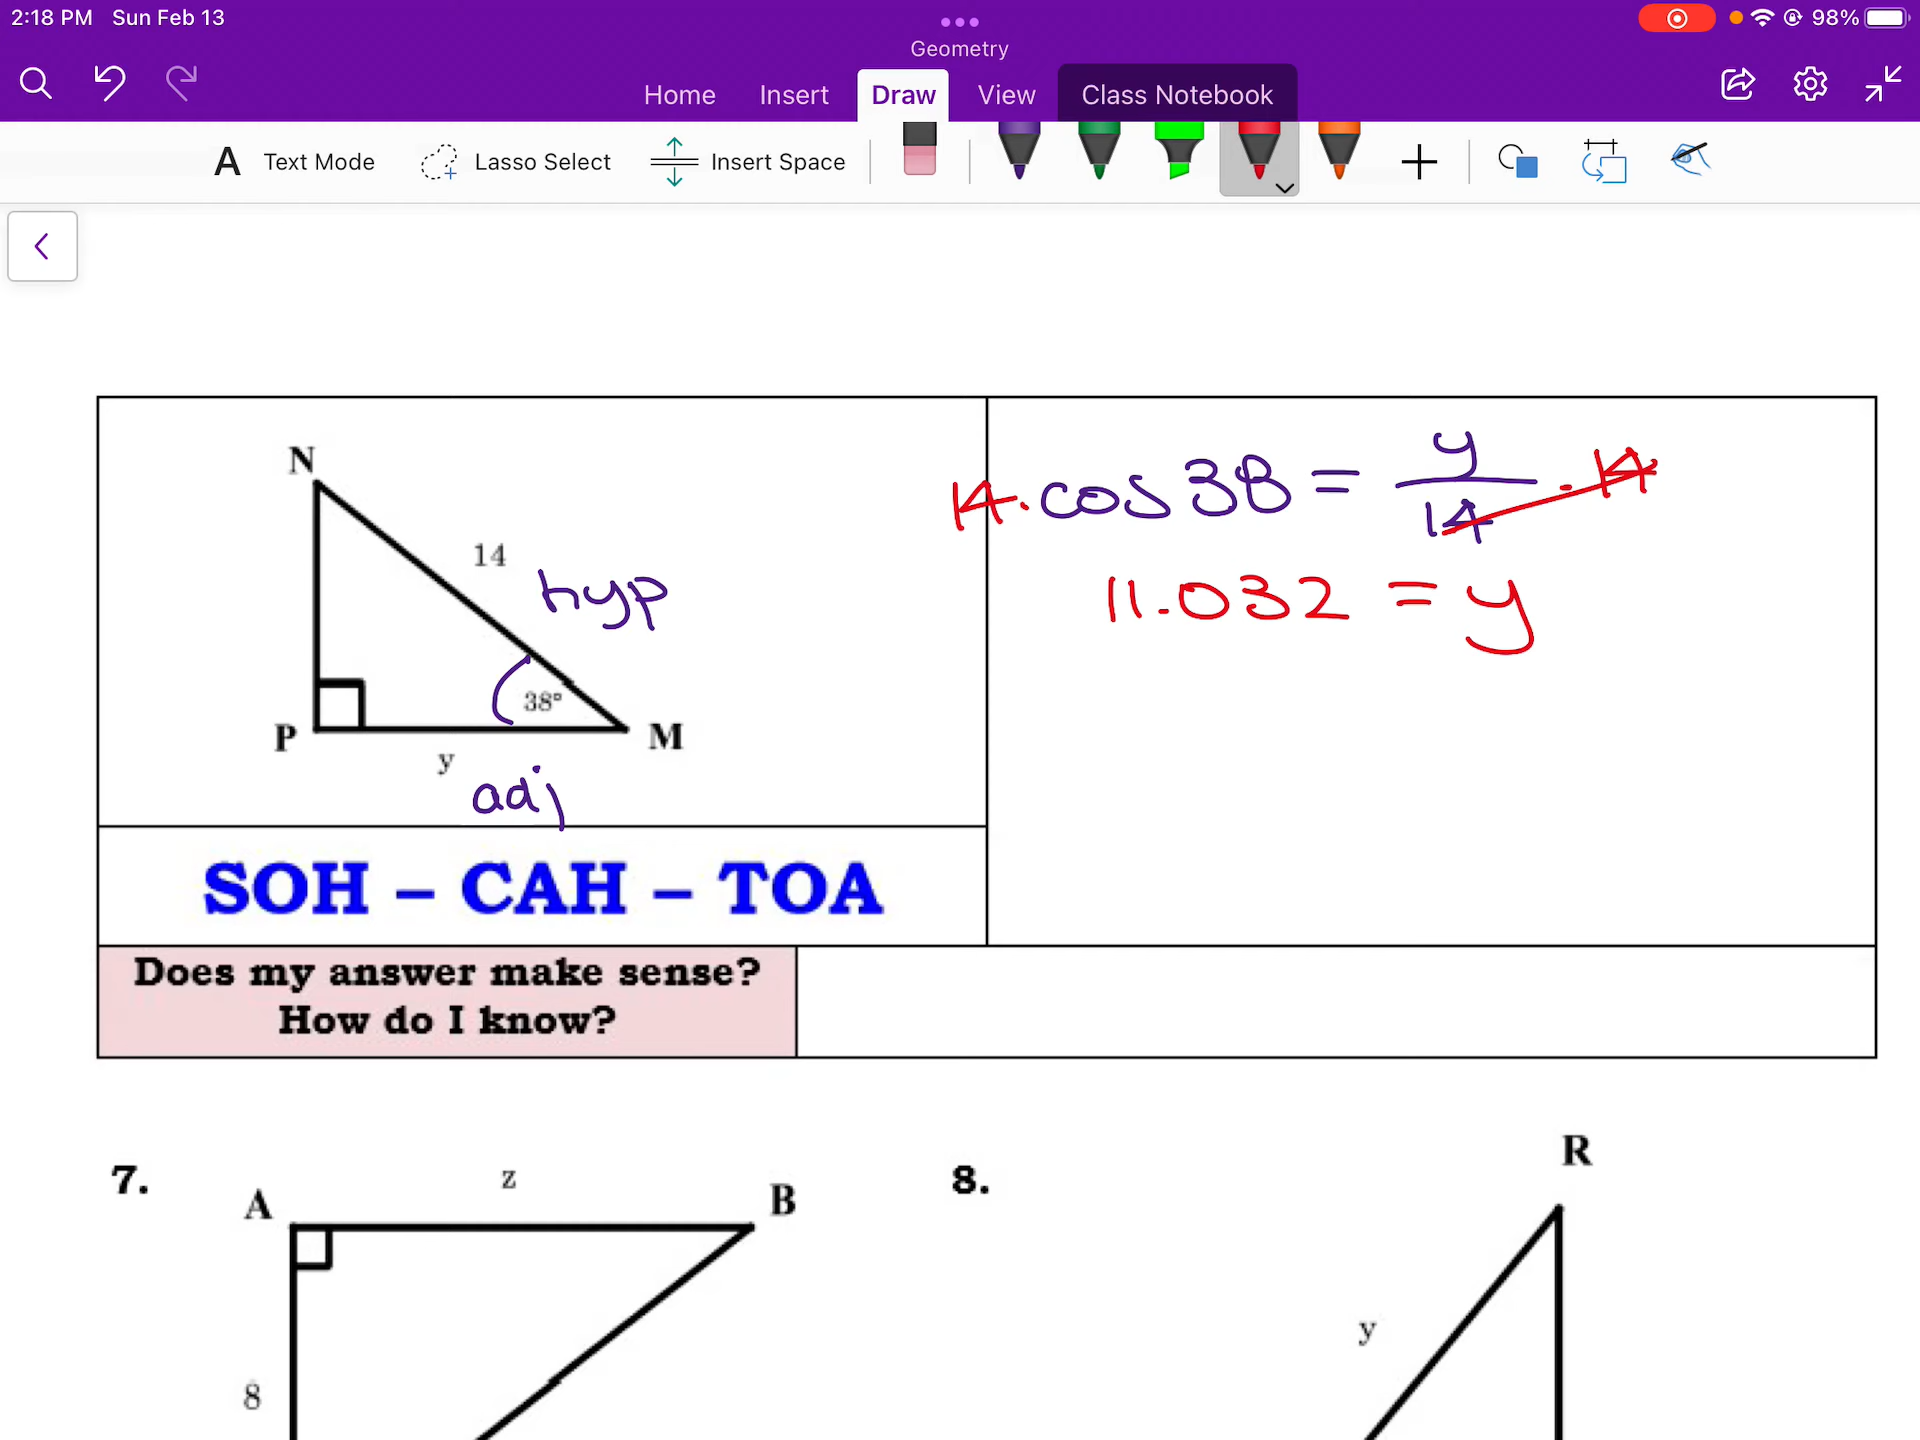 2:18 PM Sun Feb 13
98%
Geometry
Home Insert Draw View Class Notebook
A Text Mode Lasso Select Insert Space
N
14
hyp
38°
P
M
y
adj
14. cos 38 = y/14 . 14
11.032 = y
SOH – CAH – TOA
Does my answer make sense?
How do I know?
7.
A
z
B
8
8.
R
y